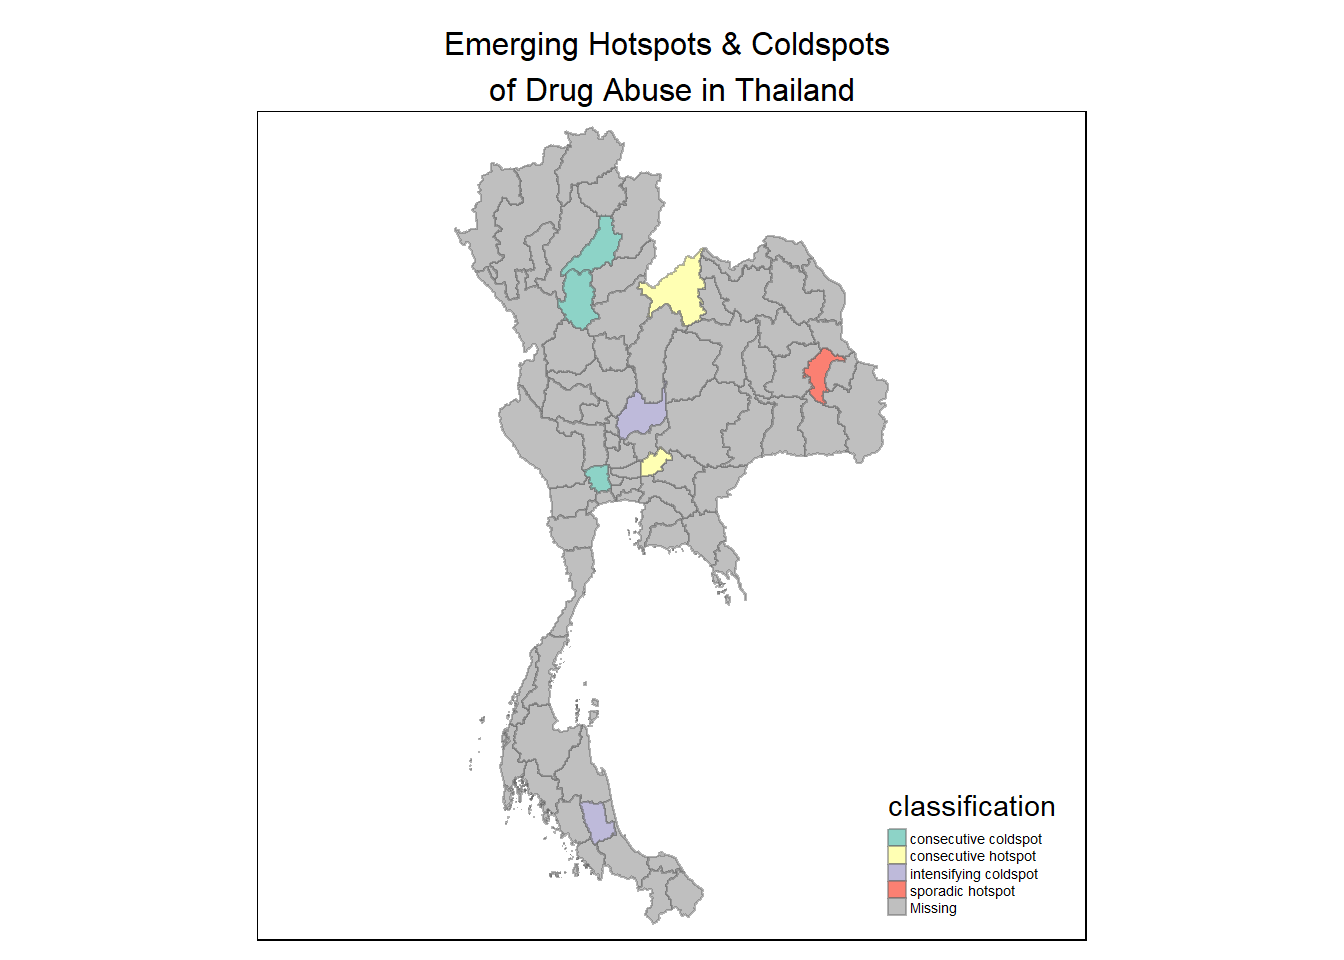 Emerging Hotspots & Coldspots
of Drug Abuse in Thailand
classification
consecutive coldspot
consecutive hotspot
intensifying coldspot
sporadic hotspot
Missing